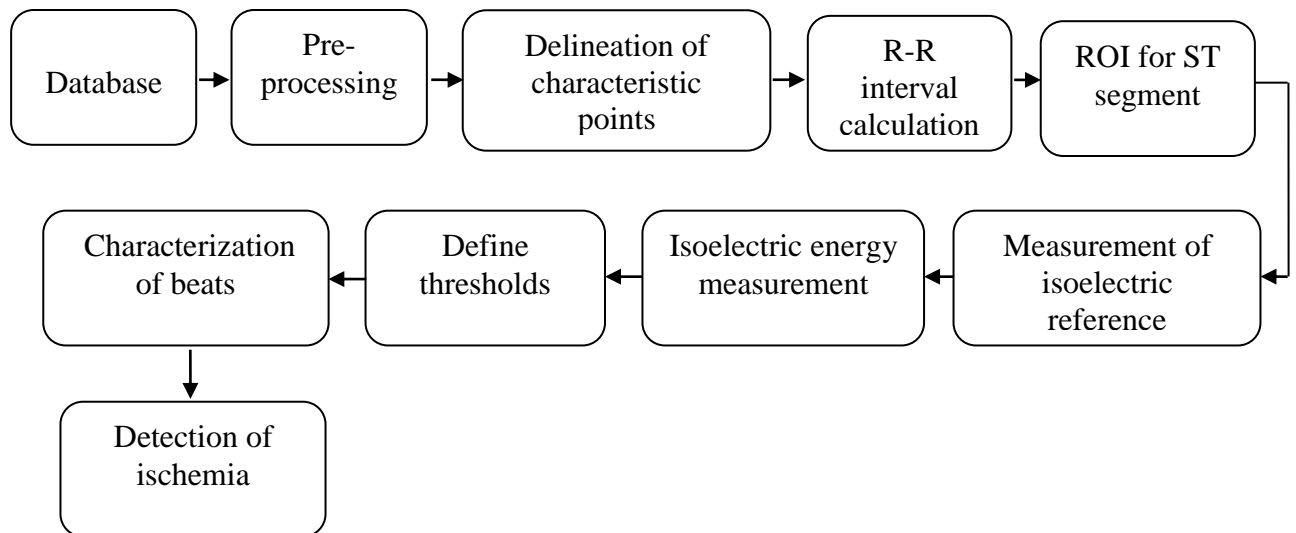 Database
Pre-
processing
Delineation of
characteristic
points
R-R
interval
calculation
ROI for ST
segment
Measurement of
isoelectric
reference
Isoelectric energy
measurement
Define
thresholds
Characterization
of beats
Detection of
ischemia